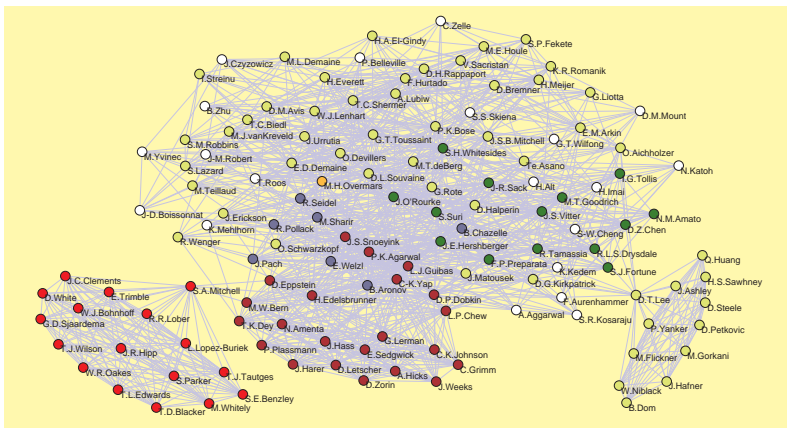 C.Zelle
H.A.El-Gindy
S.P.Fekete
M.E.Houle
J.Czyzowicz
M.L.Demaine
P.Belleville
V.Sacristan
K.R.Romanik
I.Streinu
H.Everett
F.Hurtado
D.H.Rappaport
D.Bremner
H.Meijer
G.Liotta
B.Zhu
D.M.Avis
T.C.Shermer
A.Lubiw
W.J.Lenhart
S.S.Skiena
D.M.Mount
T.C.Biedl
M.J.vanKreveld
P.K.Bose
E.M.Arkin
S.M.Robbins
J.Urrutia
G.T.Toussaint
J.S.B.Mitchell
G.T.Willong
M.Yvinec
J-M.Robert
O.Devillers
S.H.Whitesides
O.Aichholzer
S.Lazard
E.D.Demaine
M.T.deBerg
Te.Asano
N.Katoh
T.Roos
D.L.Souvaine
I.G.Tollis
M.Teillaud
M.H.Overmars
G.Rote
J-R.Sack
H.Alt
H.Imai
R.Seidel
J.O'Rourke
M.T.Goodrich
J-D.Boissonnat
J.Erickson
M.Sharir
S.Suri
D.Halperin
J.S.Vitter
N.M.Amato
K.Mehlhorn
R.Pollack
B.Chazelle
S-W.Cheng
D.Z.Chen
R.Wenger
O.Schwarzkopf
J.S.Snoeyink
J.E.Hershberger
R.Tamassia
R.L.S.Drysdale
Q.Huang
J.Pach
E.Welzl
P.K.Agarwal
F.P.Preparata
L.J.Guibas
K.Kedem
S.J.Fortune
J.C.Clements
S.A.Mitchell
D.Eppstein
B.Aronov
C-K.Yap
J.Matousek
D.G.Kirkpatrick
J.Ashley
H.S.Sawhney
D.White
E.Trimble
H.Edelsbrunner
D.P.Dobkin
F.Aurenhammer
D.T.Lee
D.Steele
W.J.Bohnhoff
M.W.Bern
L.P.Chew
A.Aggarwal
S.R.Kosaraju
G.D.Sjaardema
R.R.Lober
T.K.Dey
N.Amenta
P.Yanker
D.Petkovic
T.J.Wilson
J.R.Hipp
L.Lopez-Buriek
P.Plassmann
J.Hass
G.Lerman
E.Sedgwick
C.K.Johnson
M.Flickner
M.Gorkani
W.R.Oakes
S.Parker
T.J.Tautges
J.Harer
D.Letscher
A.Hicks
C.Grimm
D.Zorin
J.Weeks
J.Hafner
T.L.Edwards
S.E.Benzley
W.Niblack
T.D.Blacker
M.Whitely
B.Dom